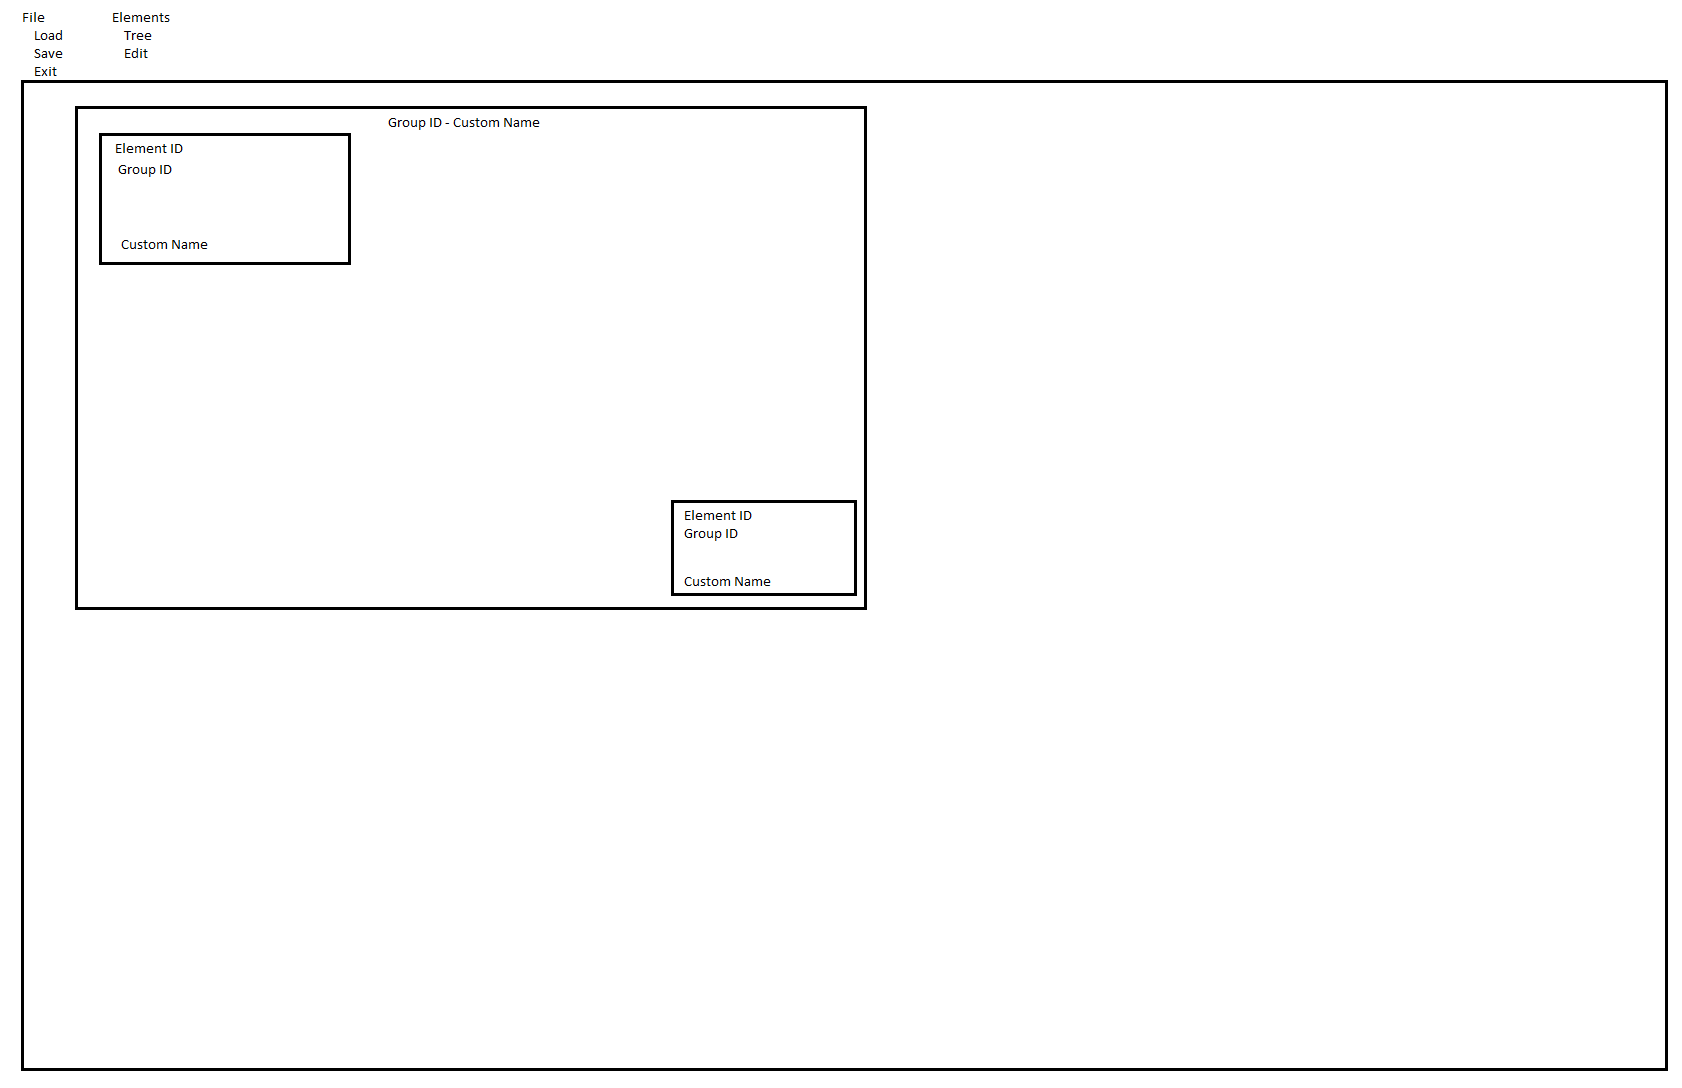 File
Load
Save
Exit
Elements
Tree
Edit
Group ID - Custom Name
Element ID
Group ID
Custom Name
Element ID
Group ID
Custom Name